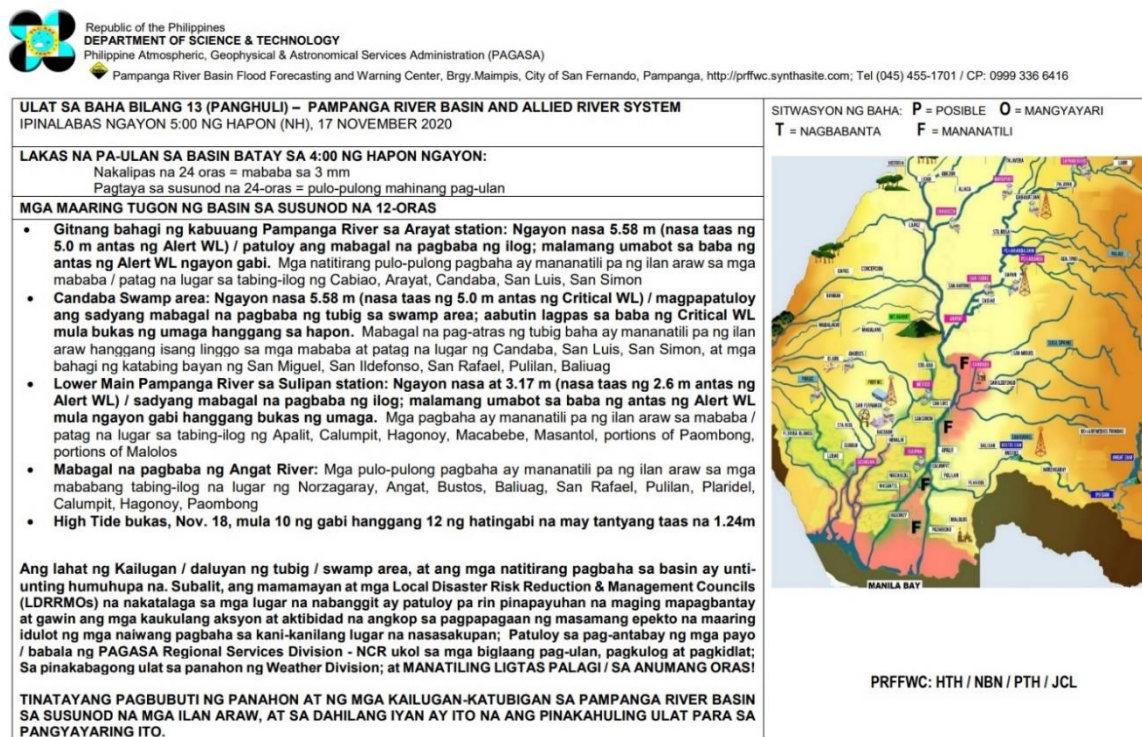 Republic of the Philippines
DEPARTMENT OF SCIENCE & TECHNOLOGY
Philippine Atmospheric, Geophysical & Astronomical Services Administration (PAGASA)
Pampanga River Basin Flood Forecasting and Warning Center, Brgy.Maimpis, City of San Fernando, Pampanga, http://prffwc.synthasite.com; Tel (045) 455-1701 / CP: 0999 336 6416
ULAT SA BAHA BILANG 13 (PANGHULI) – PAMPANGA RIVER BASIN AND ALLIED RIVER SYSTEM
IPINALABAS NGAYON 5:00 NG HAPON (NH), 17 NOVEMBER 2020
LAKAS NA PA-ULAN SA BASIN BATAY SA 4:00 NG HAPON NGAYON:
Nakalipas na 24 oras = mababa sa 3 mm
Pagtaya sa susunod na 24-oras = pulo-pulong mahinang pag-ulan
MGA MAARING TUGON NG BASIN SA SUSUNOD NA 12-ORAS
• Gitnang bahagi ng kabuuang Pampanga River sa Arayat station: Ngayon nasa 5.58 m (nasa taas ng
5.0 m antas ng Alert WL) / patuloy ang mabagal na pagbaba ng ilog; malamang umabot sa baba ng
antas ng Alert WL ngayon gabi. Mga natitirang pulo-pulong pagbaha ay mananatili pa ng ilan araw sa mga
mababa / patag na lugar sa tabing-ilog ng Cabiao, Arayat, Candaba, San Luis, San Simon
• Candaba Swamp area: Ngayon nasa 5.58 m (nasa taas ng 5.0 m antas ng Critical WL) / magpapatuloy
ang sadyang mabagal na pagbaba ng tubig sa swamp area; aabutin lagpas sa baba ng Critical WL
mula bukas ng umaga hanggang sa hapon. Mabagal na pag-atras ng tubig baha ay mananatili pa ng ilan
araw hanggang isang linggo sa mga mababa at patag na lugar ng Candaba, San Luis, San Simon, at mga
bahagi ng katabing bayan ng San Miguel, San Ildefonso, San Rafael, Pulilan, Baliuag
• Lower Main Pampanga River sa Sulipan station: Ngayon nasa at 3.17 m (nasa taas ng 2.6 m antas ng
Alert WL) / sadyang mabagal na pagbaba ng ilog; malamang umabot sa baba ng antas ng Alert WL
mula ngayon gabi hanggang bukas ng umaga. Mga pagbaha ay mananatili pa ng ilan araw sa mababa /
patag na lugar sa tabing-ilog ng Apalit, Calumpit, Hagonoy, Macabebe, Masantol, portions of Paombong,
portions of Malolos
• Mabagal na pagbaba ng Angat River: Mga pulo-pulong pagbaha ay mananatili pa ng ilan araw sa mga
mababang tabing-ilog na lugar ng Norzagaray, Angat, Bustos, Baliuag, San Rafael, Pulilan, Plaridel,
Calumpit, Hagonoy, Paombong
• High Tide bukas, Nov. 18, mula 10 ng gabi hanggang 12 ng hatingabi na may tantyang taas na 1.24m
Ang lahat ng Kailugan / daluyan ng tubig / swamp area, at ang mga natitirang pagbaha sa basin ay unti-
unting humuhupa na. Subalit, ang mamamayan at mga Local Disaster Risk Reduction & Management Councils
(LDRRMOs) na nakatalaga sa mga lugar na nabanggit ay patuloy pa rin pinapayuhan na maging mapagbantay
at gawin ang mga kaukulang aksyon at aktibidad na angkop sa pagpapagaan ng masamang epekto na maaring
idulot ng mga naiwang pagbaha sa kani-kanilang lugar na nasasakupan; Patuloy sa pag-antabay ng mga payo
/ babala ng PAGASA Regional Services Division - NCR ukol sa mga biglaang pag-ulan, pagkulog at pagkidlat;
Sa pinakabagong ulat sa panahon ng Weather Division; at MANATILING LIGTAS PALAGI / SA ANUMANG ORAS!
TINATAYANG PAGBUBUTI NG PANAHON AT NG MGA KAILUGAN-KATUBIGAN SA PAMPANGA RIVER BASIN
SA SUSUNOD NA MGA ILAN ARAW, AT SA DAHILANG IYAN AY ITO NA ANG PINAKAHULING ULAT PARA SA
PANGYAYARING ITO.
SITWASYON NG BAHA: P = POSIBLE O = MANGYAYARI
T = NAGBABANTA F = MANANATILI
CONCEPCION
SAN MIGUEL
F
SAN ILDEFONSO
SAN FERNANDO
SAN LUIS
SAN SIMON
F
APALIT
CALUMPIT
PULILAN
F
HAGONOY
F
MALOLOS
MANILA BAY
PRFFWC: HTH / NBN / PTH / JCL